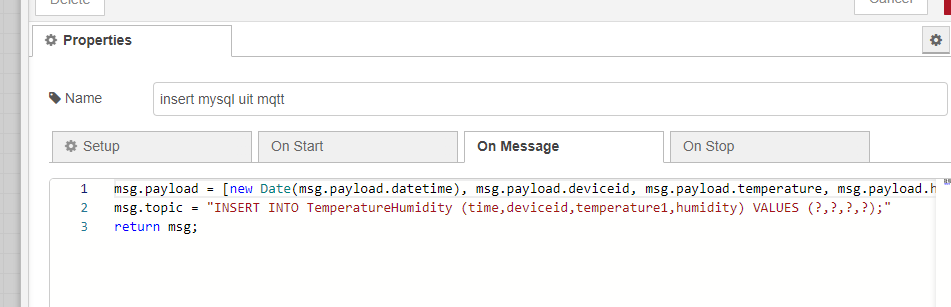 Delete
Cancel
Properties
Name
insert mysql uit mqtt
Setup
On Start
On Message
On Stop
1 msg.payload = [new Date(msg.payload.datetime), msg.payload.deviceid, msg.payload.temperature, msg.payload.h
2 msg.topic = "INSERT INTO TemperatureHumidity (time,deviceid,temperature1,humidity) VALUES (?,?,?,?);"
3 return msg;